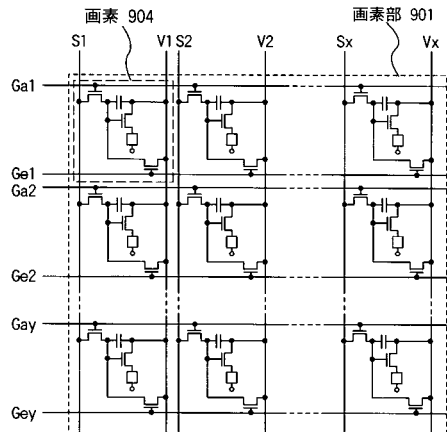 画素 904
画素部 901
S1
V1
S2
V2
Sx
Vx
Ga1
Ge1
Ga2
Ge2
Gay
Gey